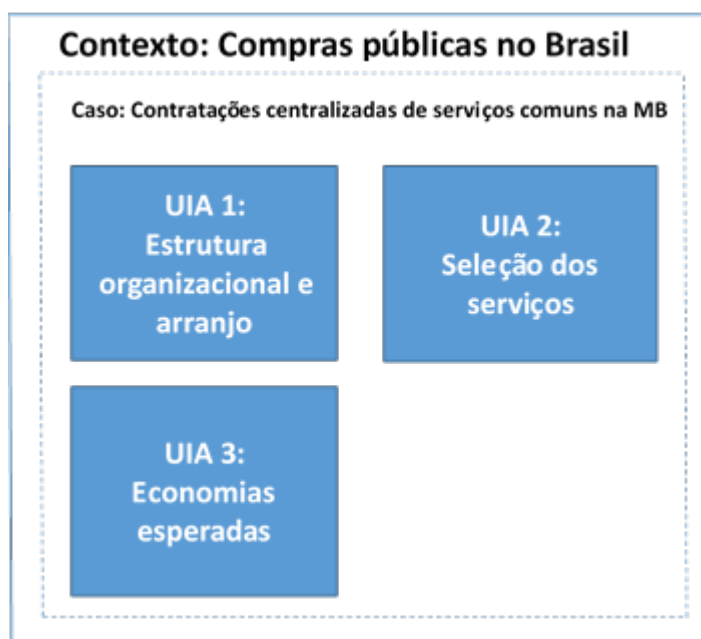 Contexto: Compras públicas no Brasil
Caso: Contratações centralizadas de serviços comuns na MB
UIA 1:
Estrutura
organizacional e
arranjo
UIA 2:
Seleção dos
serviços
UIA 3:
Economias
esperadas